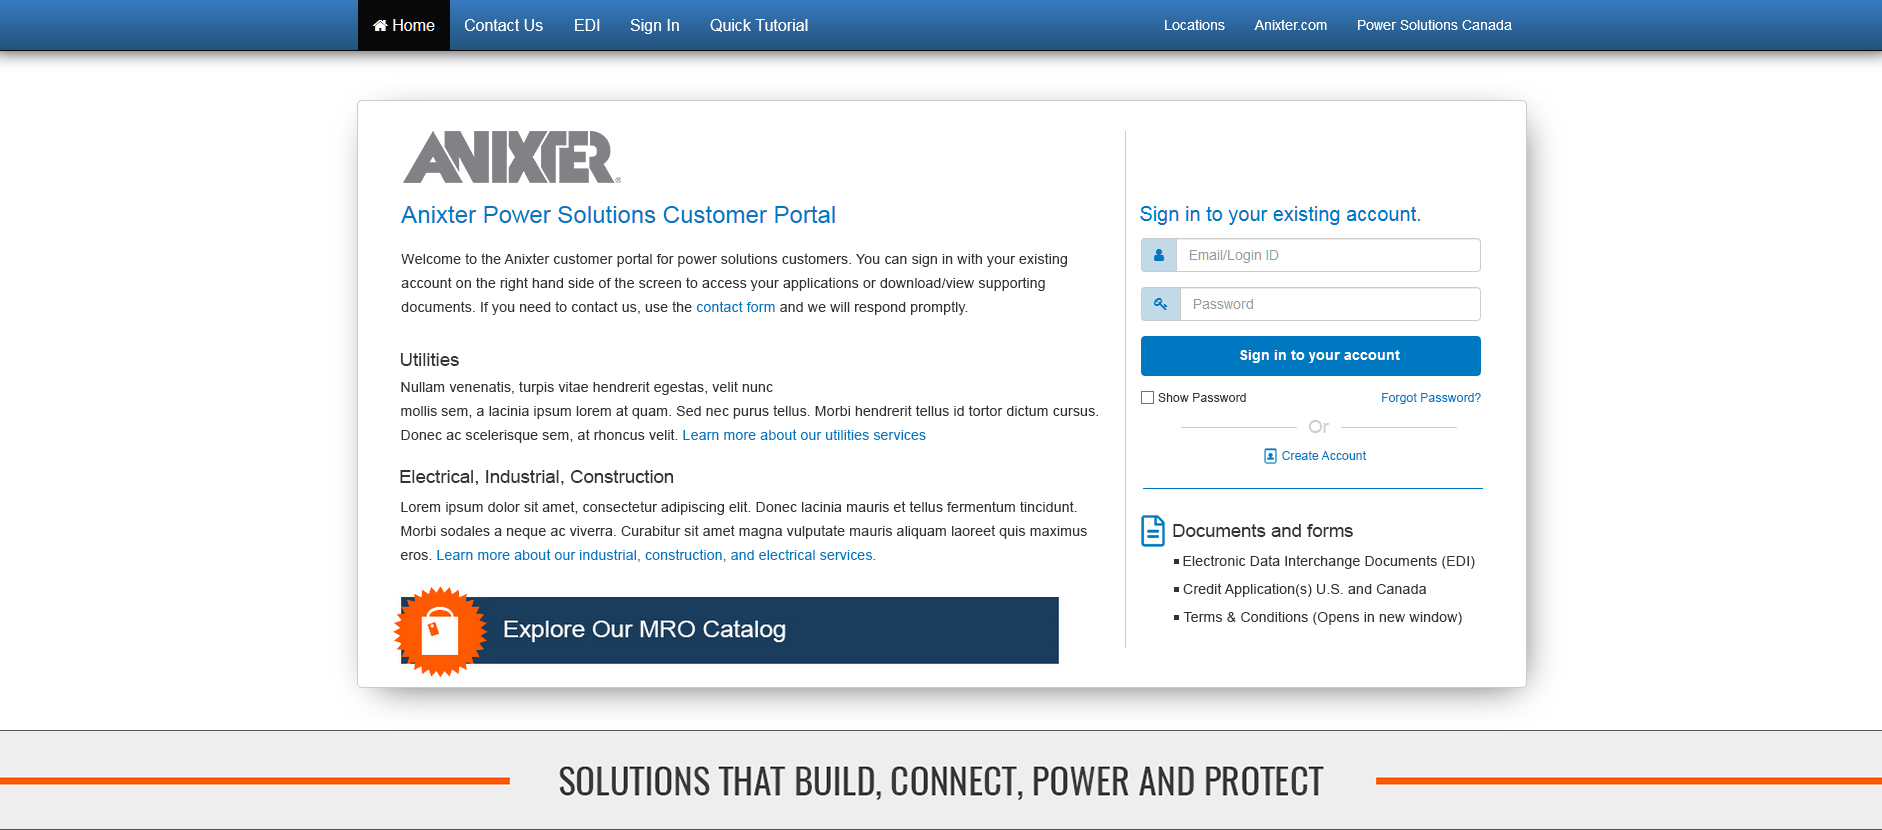 Home
Contact Us
EDI
Sign In
Quick Tutorial
Locations
Anixter.com
Power Solutions Canada
ANIXTER®
Anixter Power Solutions Customer Portal
Welcome to the Anixter customer portal for power solutions customers. You can sign in with your existing
account on the right hand side of the screen to access your applications or download/view supporting
documents. If you need to contact us, use the contact form and we will respond promptly.
Utilities
Nullam venenatis, turpis vitae hendrerit egestas, velit nunc
mollis sem, a lacinia ipsum lorem at quam. Sed nec purus tellus. Morbi hendrerit tellus id tortor dictum cursus.
Donec ac scelerisque sem, at rhoncus velit. Learn more about our utilities services
Electrical, Industrial, Construction
Lorem ipsum dolor sit amet, consectetur adipiscing elit. Donec lacinia mauris et tellus fermentum tincidunt.
Morbi sodales a neque ac viverra. Curabitur sit amet magna vulputate mauris aliquam laoreet quis maximus
eros. Learn more about our industrial, construction, and electrical services.
Explore Our MRO Catalog
Sign in to your existing account.
Email/Login ID
Password
Sign in to your account
Show Password
Forgot Password?
Or
Create Account
Documents and forms
Electronic Data Interchange Documents (EDI)
Credit Application(s) U.S. and Canada
Terms & Conditions (Opens in new window)
SOLUTIONS THAT BUILD, CONNECT, POWER AND PROTECT